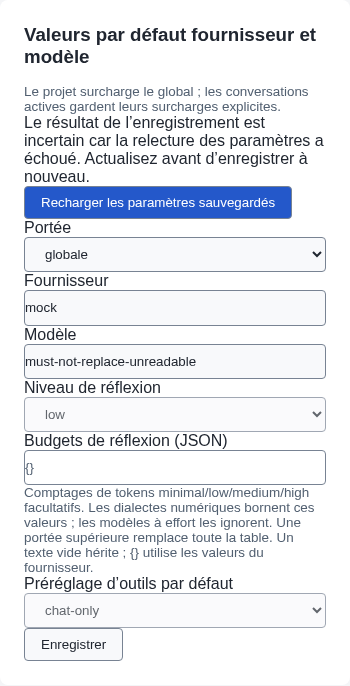 Valeurs par défaut fournisseur et
modèle
Le projet surcharge le global ; les conversations
actives gardent leurs surcharges explicites.
Le résultat de l’enregistrement est
incertain car la relecture des paramètres a
échoué. Actualisez avant d’enregistrer à
nouveau.
Recharger les paramètres sauvegardés
Portée
globale
Fournisseur
mock
Modèle
must-not-replace-unreadable
Niveau de réflexion
low
Budgets de réflexion (JSON)
{}
Comptages de tokens minimal/low/medium/high
facultatifs. Les dialectes numériques bornent ces
valeurs ; les modèles à effort les ignorent. Une
portée supérieure remplace toute la table. Un
texte vide hérite ; {} utilise les valeurs du
fournisseur.
Préréglage d’outils par défaut
chat-only
Enregistrer